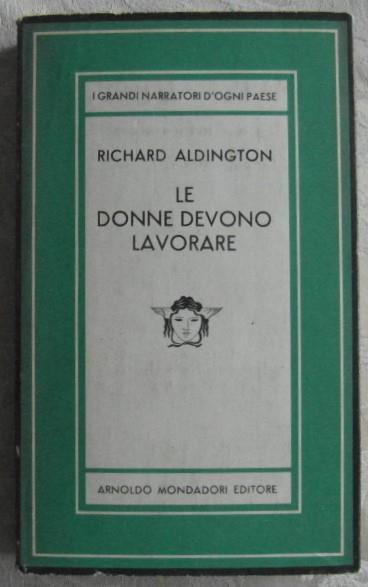 I GRANDI NARRATORI D'OGNI PAESE
RICHARD ALDINGTON
LE
DONNE DEVONO
LAVORARE
ARNOLDO MONDADORI EDITORE